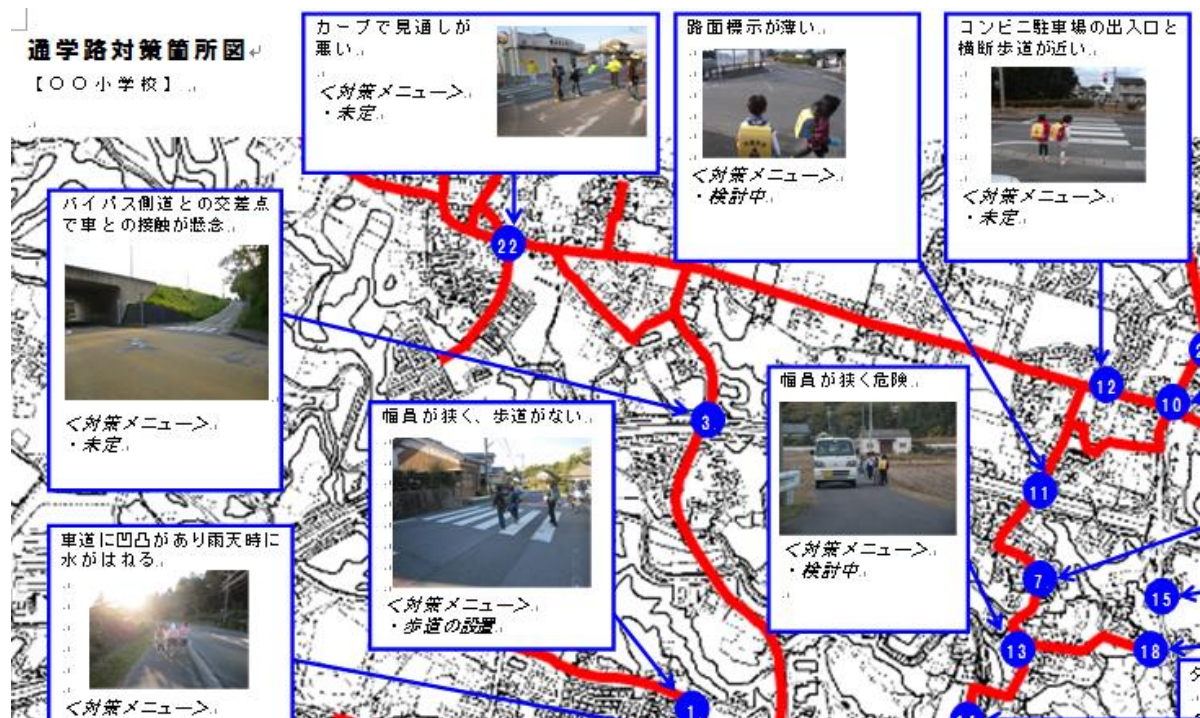 通学路対策箇所図
【〇〇小学校】
カーブで見通しが
悪い
<対策メニュー>
・未定
路面標示が薄い
<対策メニュー>
・検討中
コンビニ駐車場の出入口と
横断歩道が近い
<対策メニュー>
・未定
バイパス側道との交差点
で車との接触が懸念
<対策メニュー>
・未定
幅員が狭く、歩道がない
<対策メニュー>
・歩道の設置
幅員が狭く危険
<対策メニュー>
・検討中
車道に凹凸があり雨天時に
水がはねる
<対策メニュー>
22
12
10
3
11
7
15
13
18
1